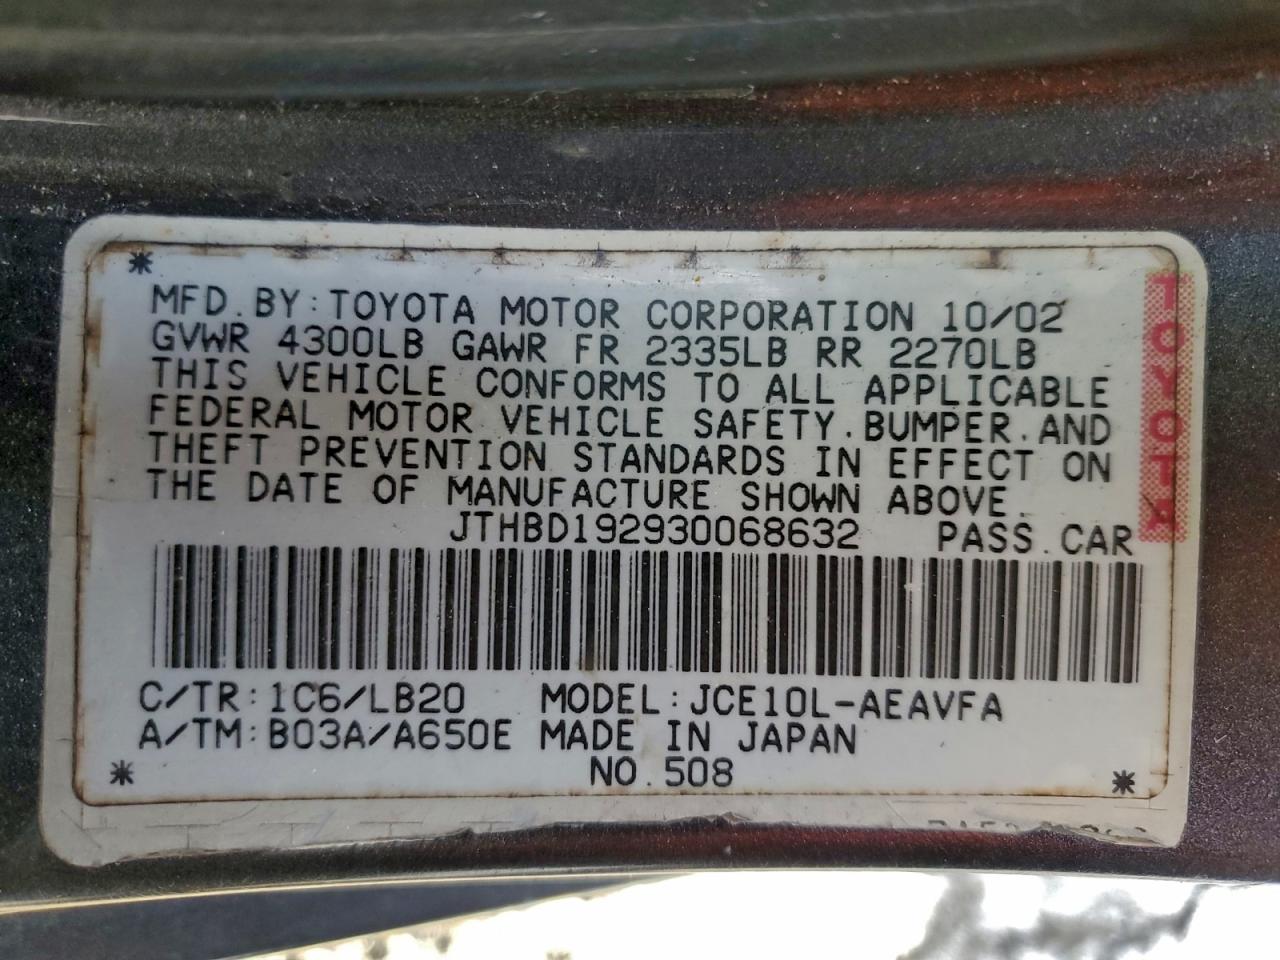 MFD. BY: TOYOTA MOTOR CORPORATION 10/02
GVWR 4300LB GAWR FR 2335LB RR 2270LB
THIS VEHICLE CONFORMS TO ALL APPLICABLE
FEDERAL MOTOR VEHICLE SAFETY. BUMPER. AND
THEFT PREVENTION STANDARDS IN EFFECT ON
THE DATE OF MANUFACTURE SHOWN ABOVE.
JTHBD192930068632 PASS. CAR
C/TR: 1C6/LB20 MODEL: JCE10L-AEAVFA
A/TM: B03A/A650E MADE IN JAPAN
NO. 508
TOYOTA